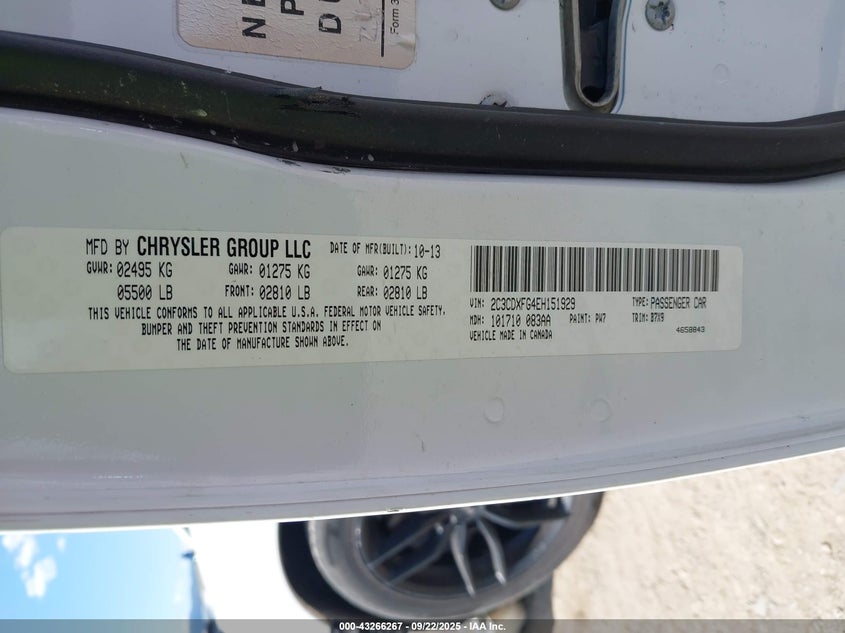 Form 3
MFD BY CHRYSLER GROUP LLC DATE OF MFR(BUILT): 10-13
GVWR: 02495 KG GAWR: 01275 KG GAWR: 01275 KG
05500 LB FRONT: 02810 LB REAR: 02810 LB
THIS VEHICLE CONFORMS TO ALL APPLICABLE U.S.A. FEDERAL MOTOR VEHICLE SAFETY,
BUMPER AND THEFT PREVENTION STANDARDS IN EFFECT ON
THE DATE OF MANUFACTURE SHOWN ABOVE.
VIN: 2C3CDXFG4EH151929 TYPE: PASSENGER CAR
MDH: 101710 083AA PAINT: PW7 TRIM: B7X9
VEHICLE MADE IN CANADA 4658843
000-43266267 - 09/22/2025 - IAA Inc.